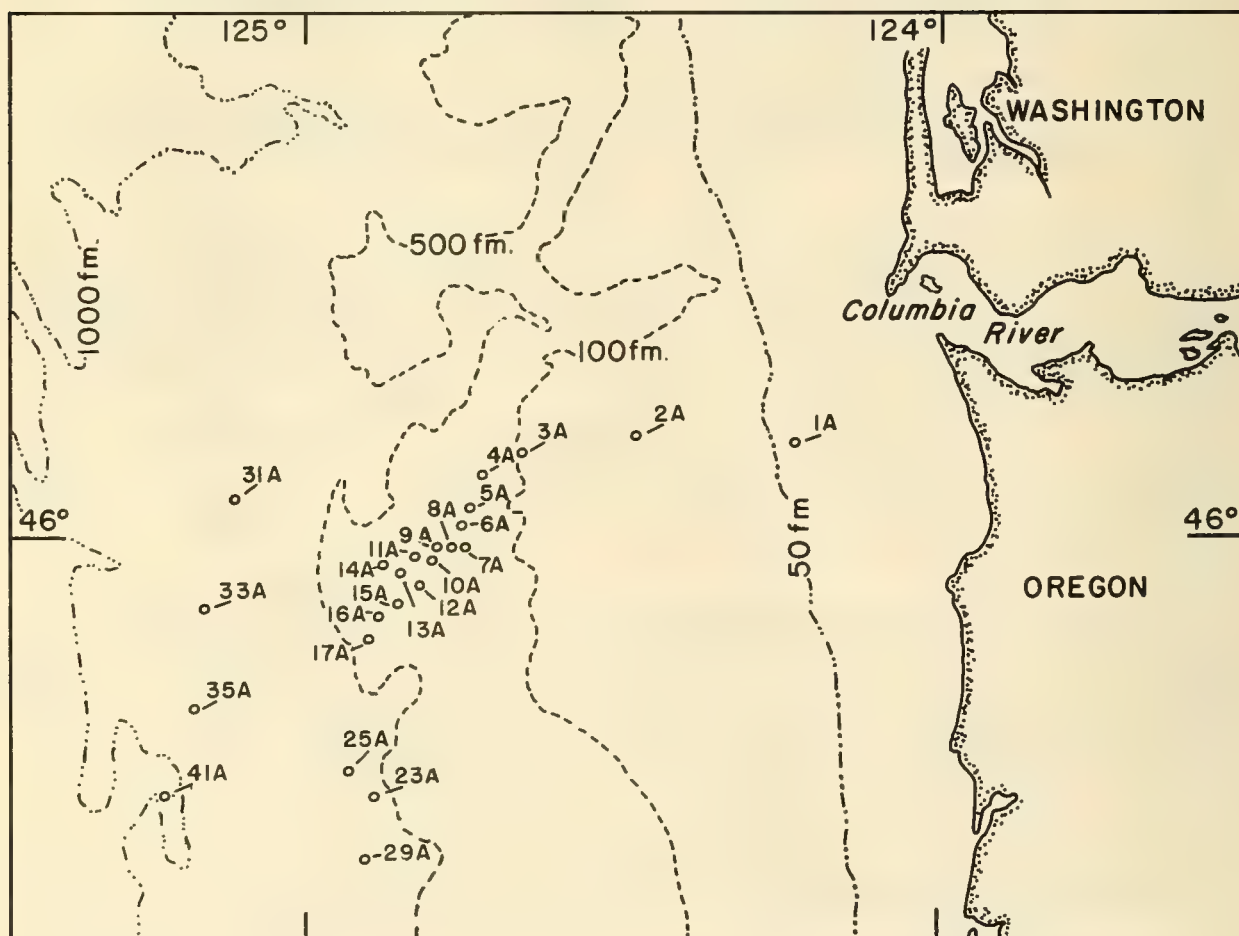 125°
124°
WASHINGTON
500 fm.
1000 fm.
Columbia
River
100 fm.
2A
1A
3A
4A
31A
5A
8A
6A
46°
46°
9A
7A
11A
14A
10A
OREGON
50 fm
33A
15A
12A
16A
13A
17A
35A
25A
41A
23A
29A